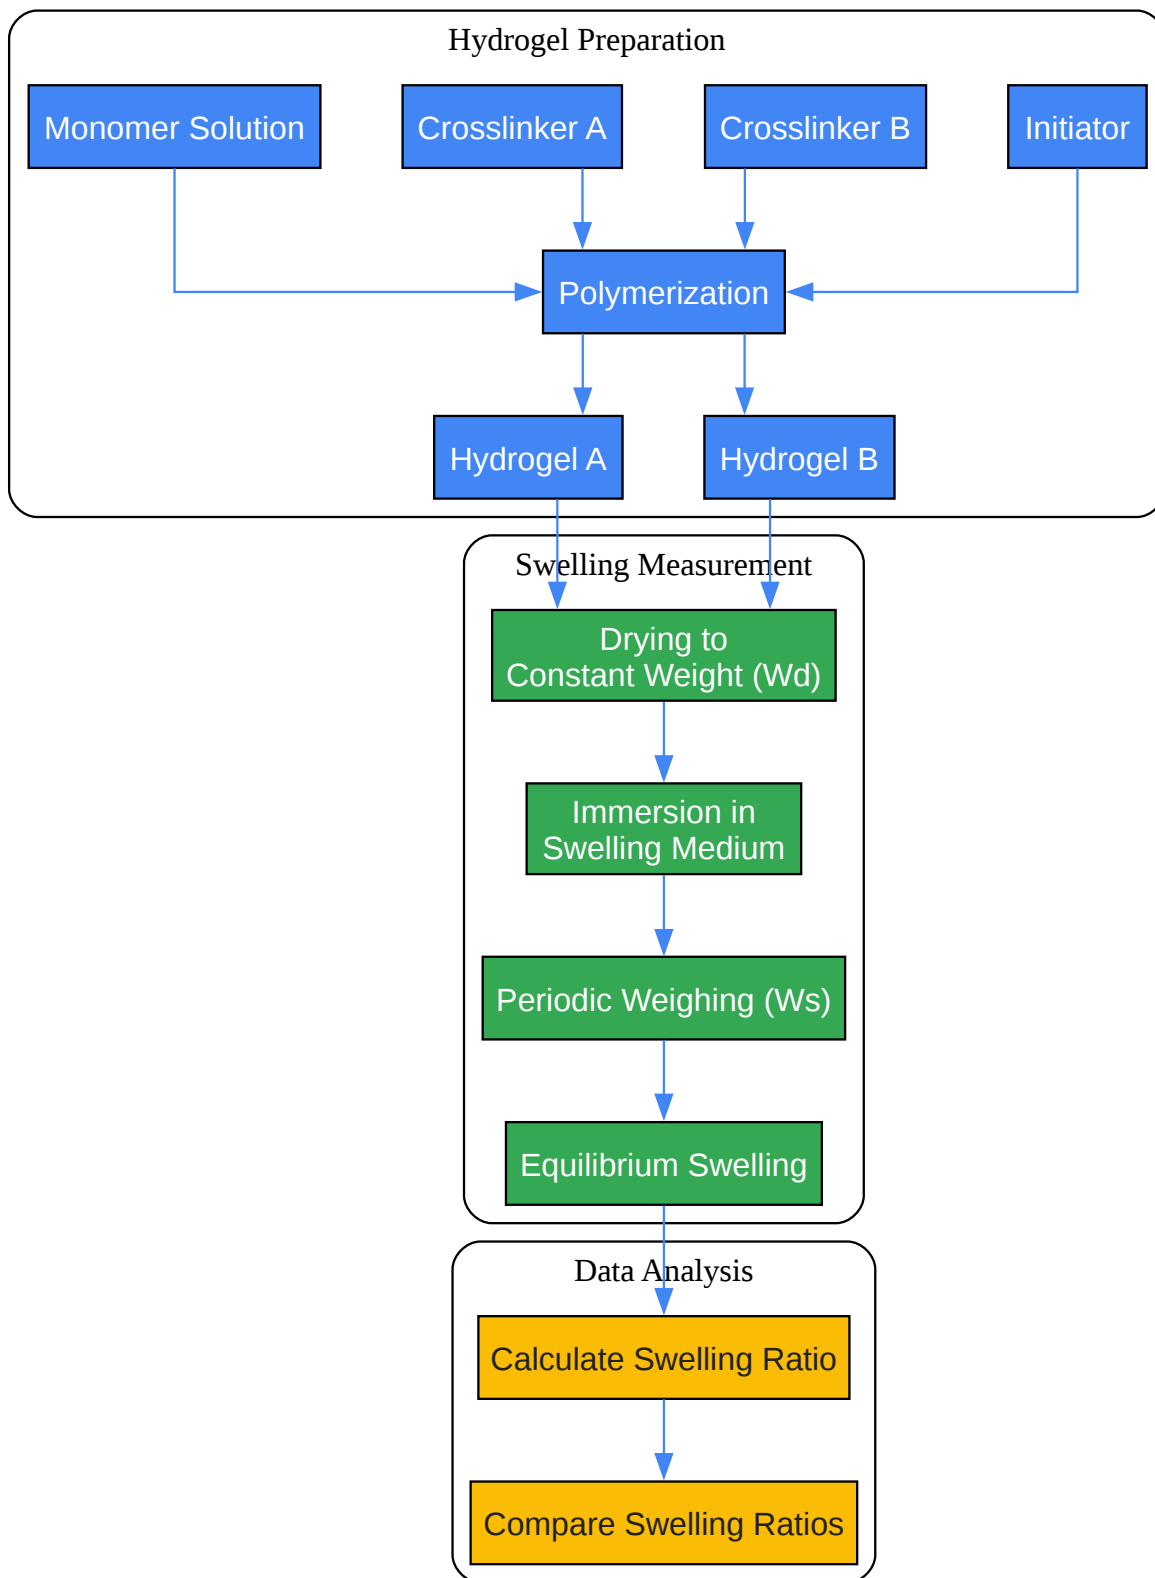 Hydrogel Preparation
Monomer Solution
Crosslinker A
Crosslinker B
Initiator
Polymerization
Hydrogel A
Hydrogel B
Swelling Measurement
Drying to
Constant Weight (Wd)
Immersion in
Swelling Medium
Periodic Weighing (Ws)
Equilibrium Swelling
Data Analysis
Calculate Swelling Ratio
Compare Swelling Ratios